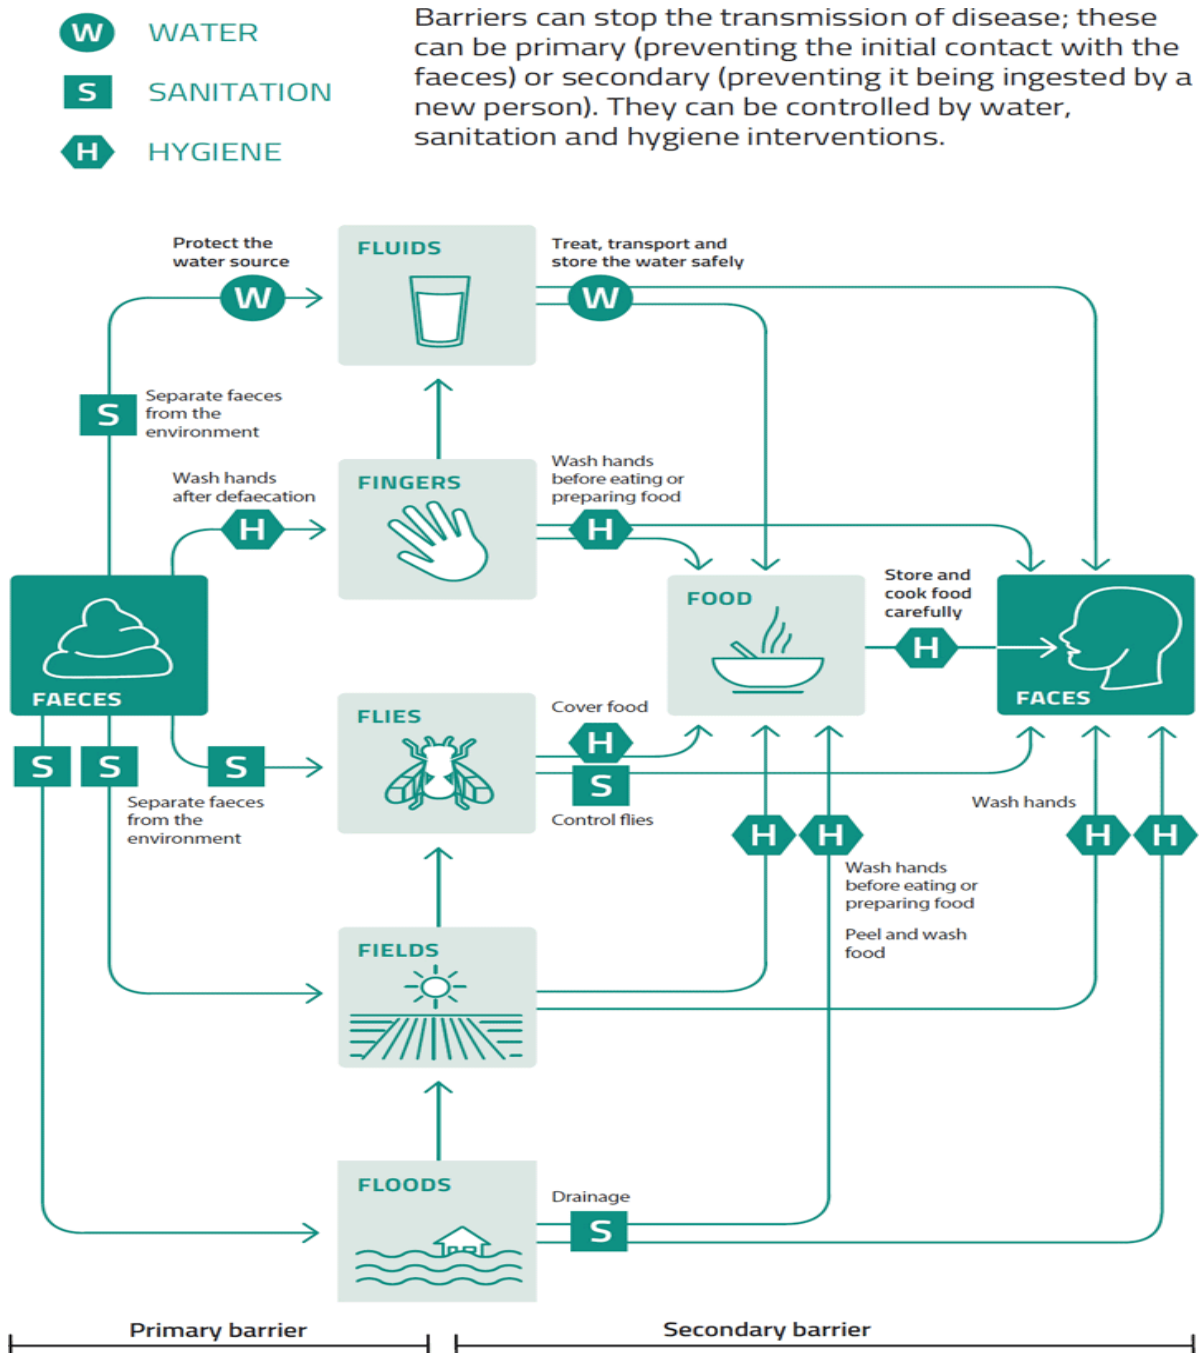 W WATER
S SANITATION
H HYGIENE
Barriers can stop the transmission of disease; these
can be primary (preventing the initial contact with the
faeces) or secondary (preventing it being ingested by a
new person). They can be controlled by water,
sanitation and hygiene interventions.
Protect the
water source
W
FLUIDS
Treat, transport and
store the water safely
W
S
Separate faeces
from the
environment
Wash hands
after defaecation
H
FINGERS
Wash hands
before eating or
preparing food
H
FAECES
FOOD
Store and
cook food
carefully
H
FACES
S
S
S
Separate faeces
from the
environment
FLIES
Cover food
H
S
Control flies
H
H
Wash hands
before eating or
preparing food
Peel and wash
food
Wash hands
H
H
FIELDS
FLOODS
Drainage
S
Primary barrier
Secondary barrier